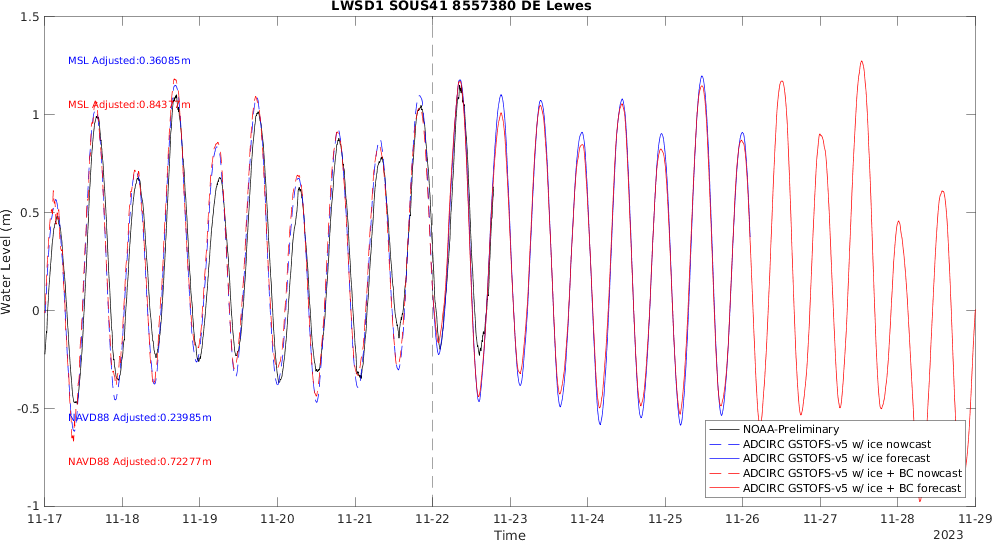 LWSD1 SOUS41 8557380 DE Lewes
1.5
1
0.5
0
-0.5
-1
Water Level (m)
MSL Adjusted:0.36085m
MSL Adjusted:
NAVD88 Adjusted:0.23985m
NAVD88 Adjusted:0.72277m
NOAA-Preliminary
ADCIRC GSTOFS-v5 w/ ice nowcast
ADCIRC GSTOFS-v5 w/ ice forecast
ADCIRC GSTOFS-v5 w/ ice + BC nowcast
ADCIRC GSTOFS-v5 w/ ice + BC forecast
11-17 11-18 11-19 11-20 11-21 11-22 11-23 11-24 11-25 11-26 11-27 11-28 11-29
Time
2023